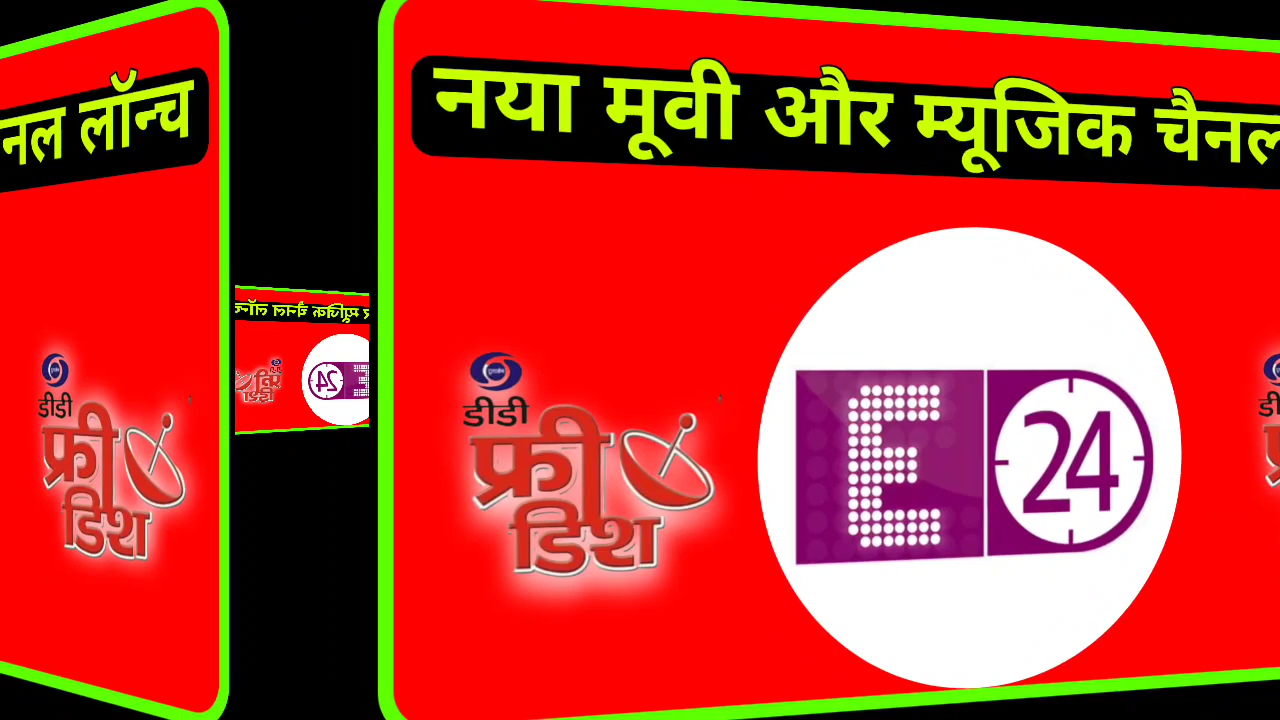 नल लॉन्च
नया मूवी और म्यूजिक चैनल
डीडी
फ्री
डिश
डीडी
फ्री
डिश
E 24